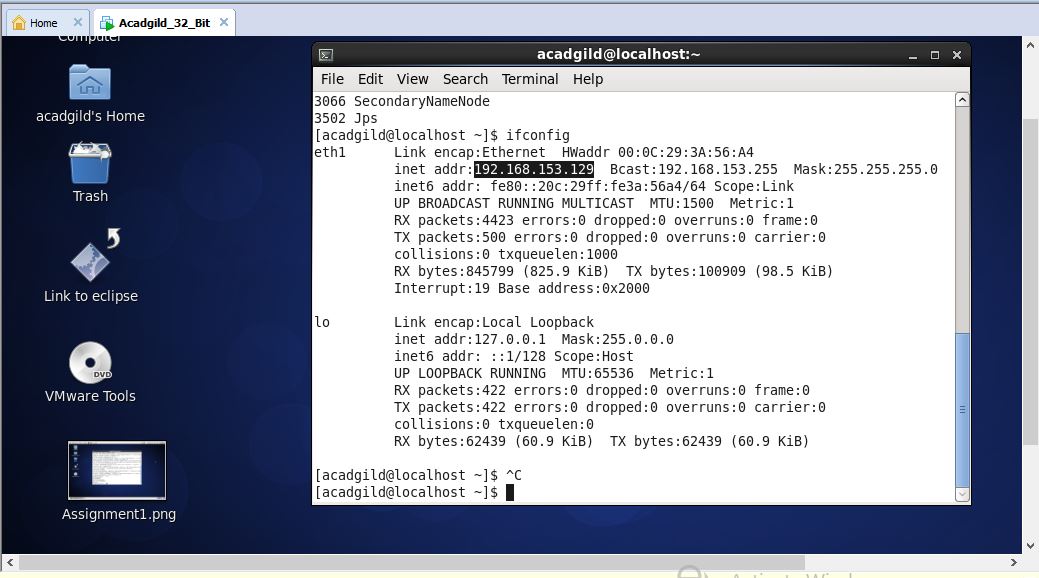 Home
Acadgild_32_Bit
Computer
acadgild's Home
Trash
Link to eclipse
DVD
VMware Tools
Assignment1.png
acadgild@localhost:~
File Edit View Search Terminal Help
3066 SecondaryNameNode
3502 Jps
[acadgild@localhost ~]$ ifconfig
eth1      Link encap:Ethernet  HWaddr 00:0C:29:3A:56:A4
          inet addr:192.168.153.129  Bcast:192.168.153.255  Mask:255.255.255.0
          inet6 addr: fe80::20c:29ff:fe3a:56a4/64 Scope:Link
          UP BROADCAST RUNNING MULTICAST  MTU:1500  Metric:1
          RX packets:4423 errors:0 dropped:0 overruns:0 frame:0
          TX packets:500 errors:0 dropped:0 overruns:0 carrier:0
          collisions:0 txqueuelen:1000
          RX bytes:845799 (825.9 KiB)  TX bytes:100909 (98.5 KiB)
          Interrupt:19 Base address:0x2000
lo        Link encap:Local Loopback
          inet addr:127.0.0.1  Mask:255.0.0.0
          inet6 addr: ::1/128 Scope:Host
          UP LOOPBACK RUNNING  MTU:65536  Metric:1
          RX packets:422 errors:0 dropped:0 overruns:0 frame:0
          TX packets:422 errors:0 dropped:0 overruns:0 carrier:0
          collisions:0 txqueuelen:0
          RX bytes:62439 (60.9 KiB)  TX bytes:62439 (60.9 KiB)
[acadgild@localhost ~]$ ^C
[acadgild@localhost ~]$